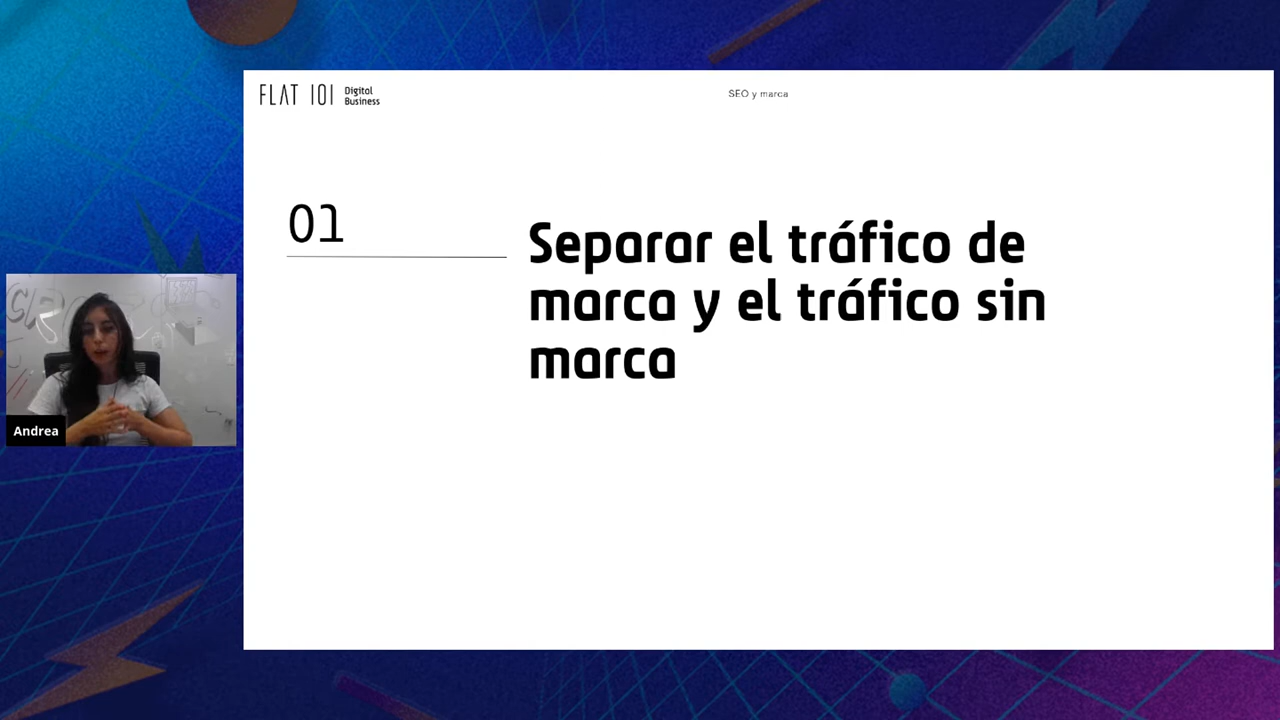 FLAT 101
Digital
Business
SEO y marca
01
Separar el tráfico de
marca y el tráfico sin
marca
Andrea